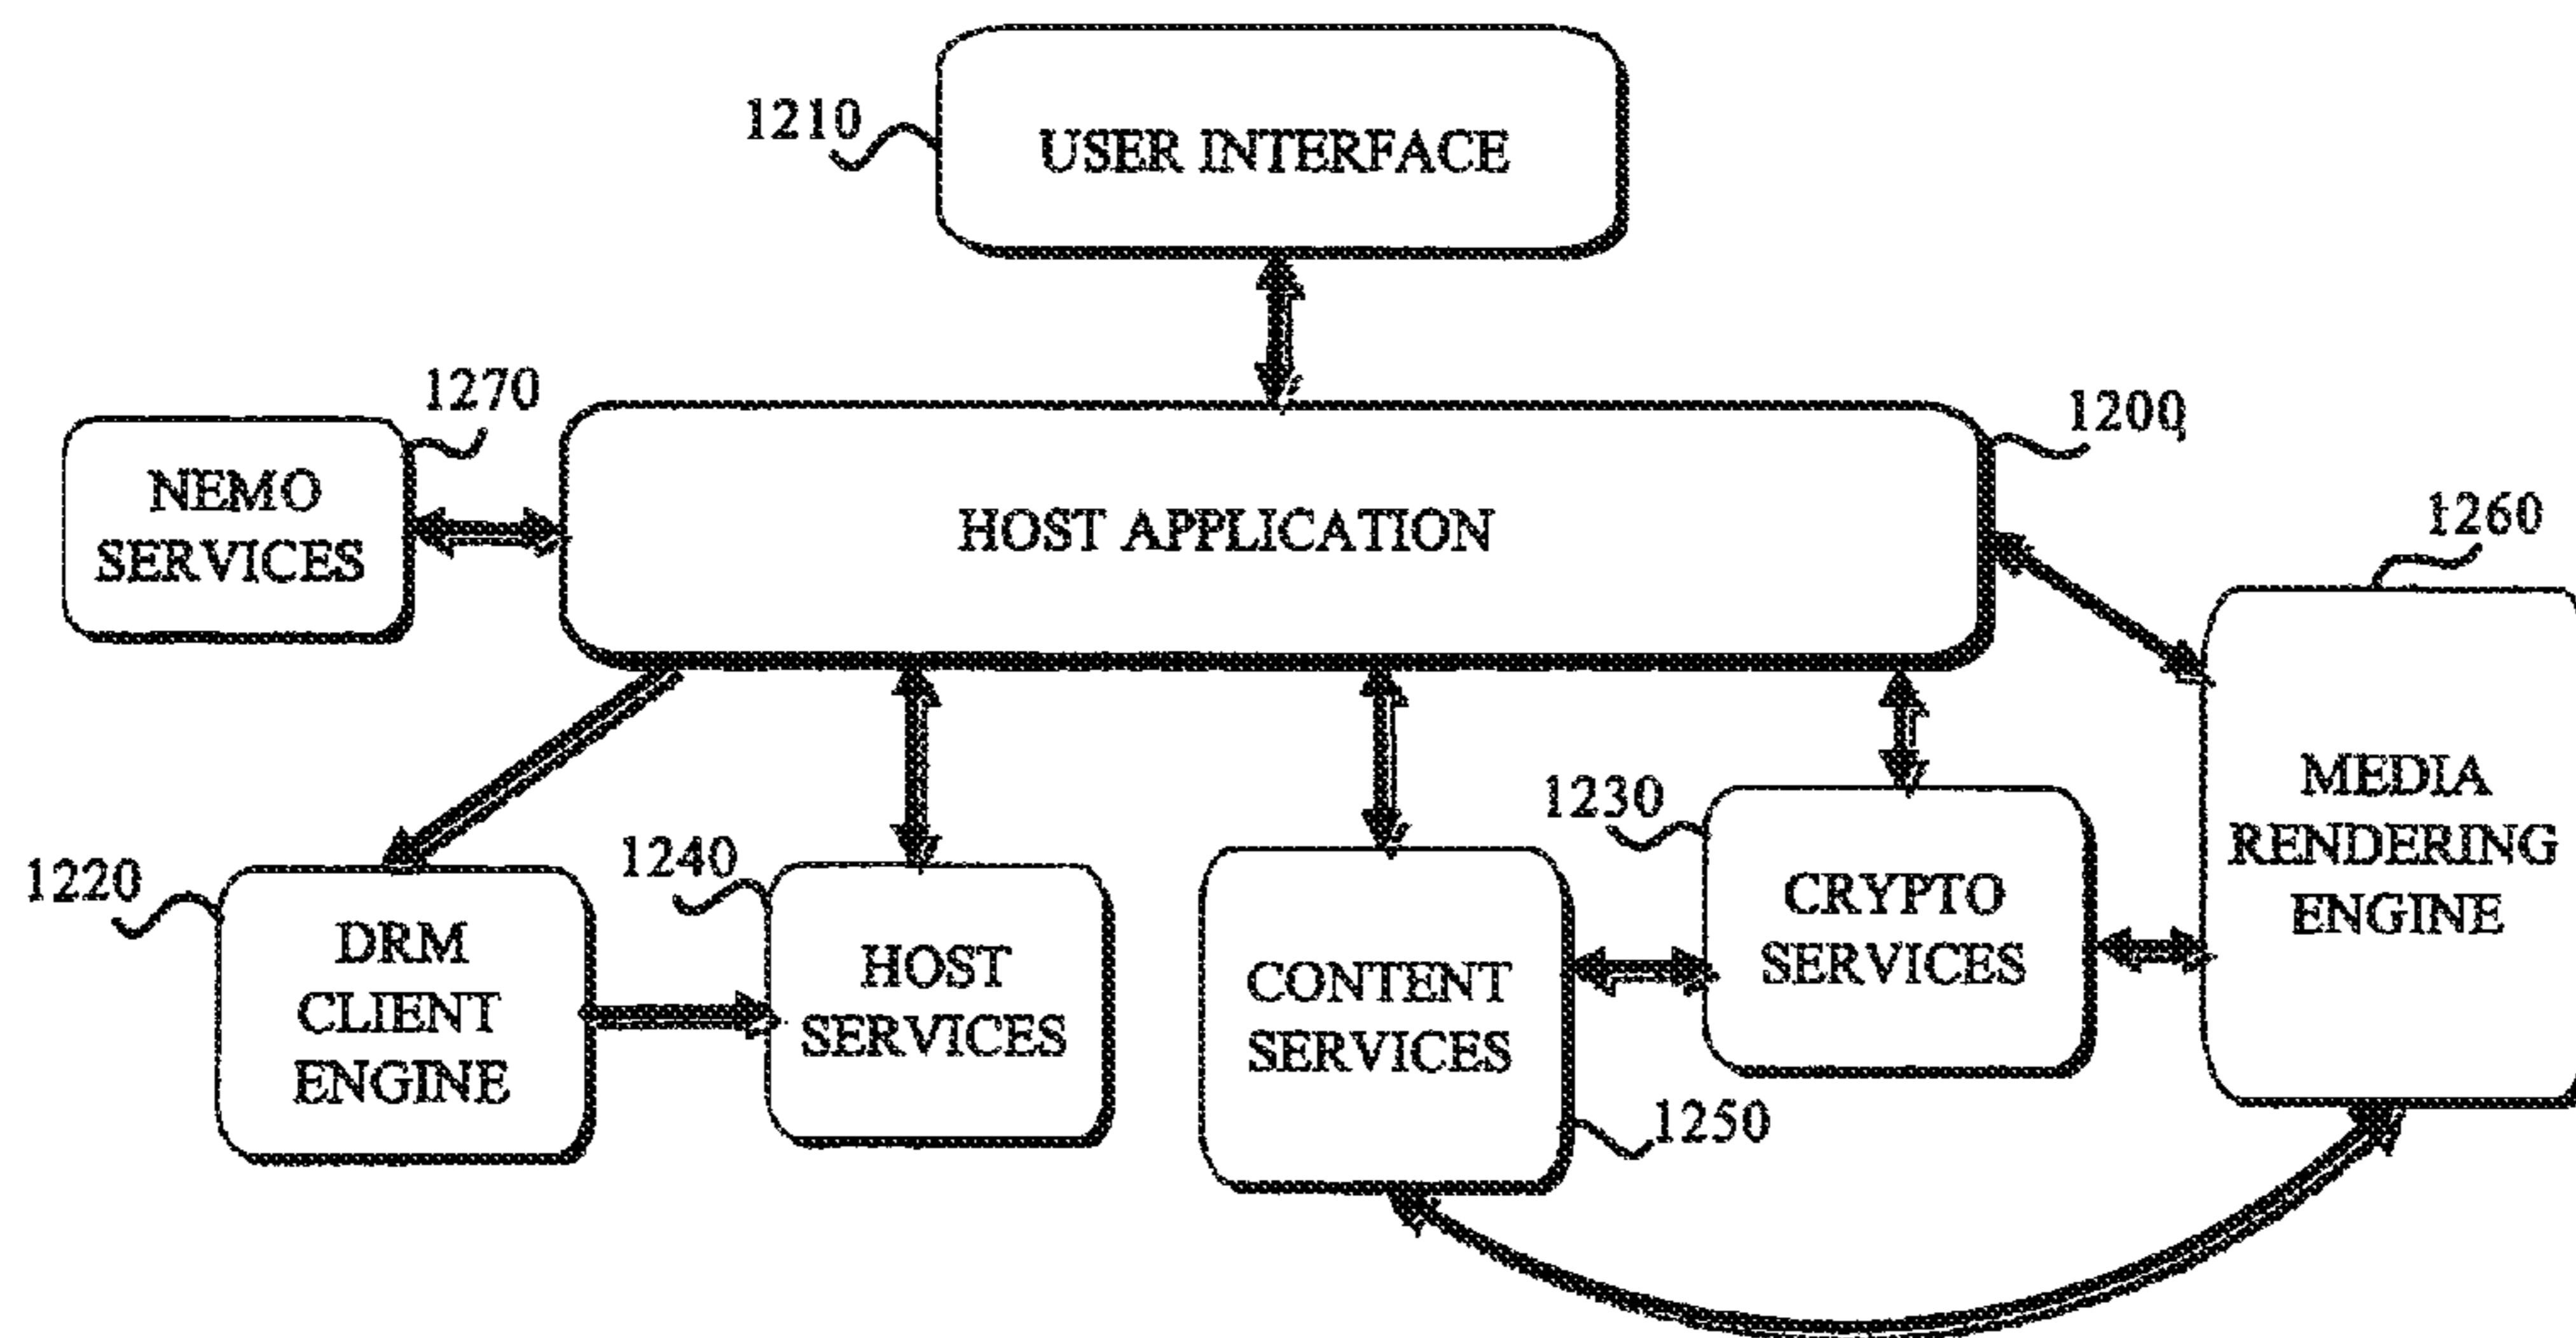 1210
USER INTERFACE
1270
1200
NEMO
SERVICES
HOST APPLICATION
1260
1220
DRM
CLIENT
ENGINE
1240
HOST
SERVICES
CONTENT
SERVICES
1250
1230
CRYPTO
SERVICES
MEDIA
RENDERING
ENGINE